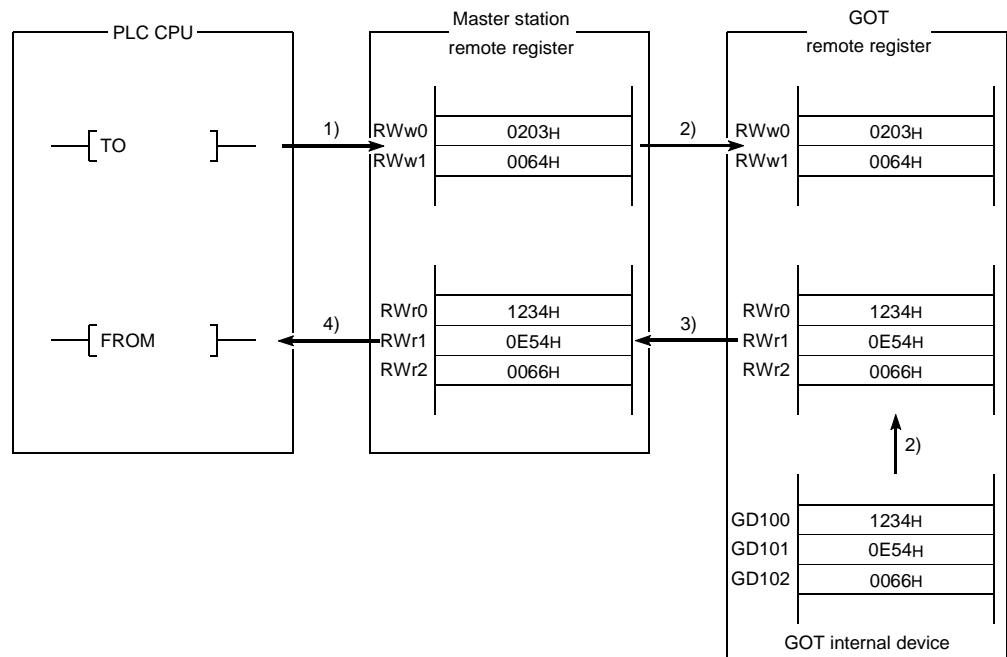 PLC CPU
Master station
remote register
GOT
remote register
TO
1)
RWw0 0203H
RWw1 0064H
2)
RWw0 0203H
RWw1 0064H
FROM
4)
RWr0 1234H
RWr1 0E54H
RWr2 0066H
3)
RWr0 1234H
RWr1 0E54H
RWr2 0066H
2)
GD100 1234H
GD101 0E54H
GD102 0066H
GOT internal device